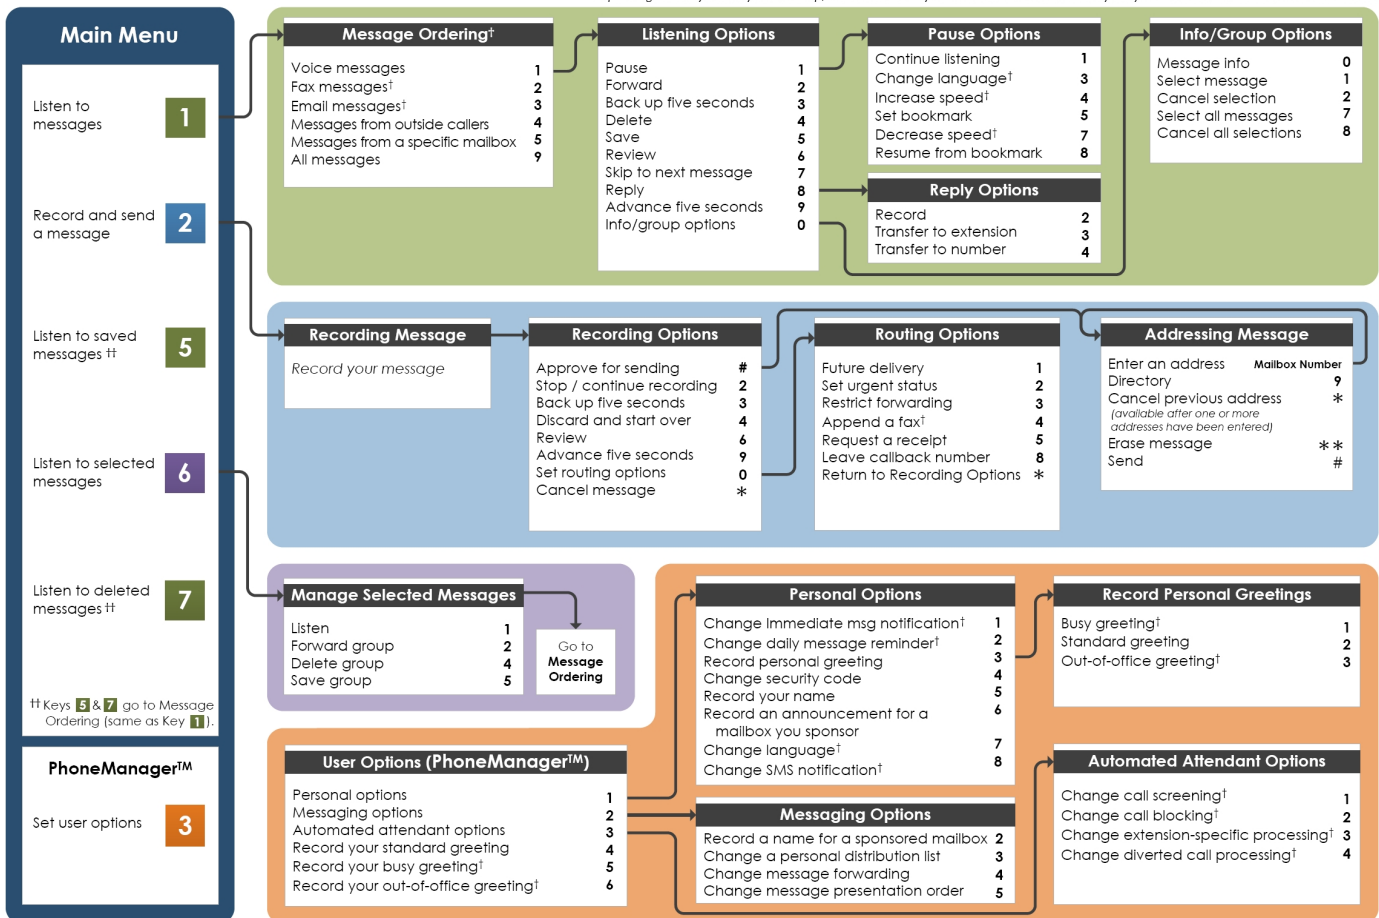 Main Menu
Listen to
messages
1
Record and send
a message
2
Listen to saved
messages ††
5
Listen to selected
messages
6
Listen to deleted
messages ††
7
†† Keys 5 & 7 go to Message
Ordering (same as Key 1 ).
PhoneManager™
Set user options
3
Message Ordering†
Voice messages 1
Fax messages† 2
Email messages† 3
Messages from outside callers 4
Messages from a specific mailbox 5
All messages 9
Listening Options
Pause 1
Forward 2
Back up five seconds 3
Delete 4
Save 5
Review 6
Skip to next message 7
Reply 8
Advance five seconds 9
Info/group options 0
Pause Options
Continue listening 1
Change language† 3
Increase speed† 4
Set bookmark 5
Decrease speed† 7
Resume from bookmark 8
Reply Options
Record 2
Transfer to extension 3
Transfer to number 4
Info/Group Options
Message info 0
Select message 1
Cancel selection 2
Select all messages 7
Cancel all selections 8
Recording Message
Record your message
Recording Options
Approve for sending #
Stop / continue recording 2
Back up five seconds 3
Discard and start over 4
Review 6
Advance five seconds 9
Set routing options 0
Cancel message *
Routing Options
Future delivery 1
Set urgent status 2
Restrict forwarding 3
Append a fax† 4
Request a receipt 5
Leave callback number 8
Return to Recording Options *
Addressing Message
Enter an address Mailbox Number
Directory 9
Cancel previous address *
(available after one or more
addresses have been entered)
Erase message **
Send #
Manage Selected Messages
Listen 1
Forward group 2
Delete group 4
Save group 5
Go to
Message
Ordering
User Options (PhoneManager™)
Personal options 1
Messaging options 2
Automated attendant options 3
Record your standard greeting 4
Record your busy greeting† 5
Record your out-of-office greeting† 6
Personal Options
Change Immediate msg notification† 1
Change daily message reminder† 2
Record personal greeting 3
Change security code 4
Record your name 5
Record an announcement for a 6
mailbox you sponsor
Change language† 7
Change SMS notification† 8
Messaging Options
Record a name for a sponsored mailbox 2
Change a personal distribution list 3
Change message forwarding 4
Change message presentation order 5
Record Personal Greetings
Busy greeting† 1
Standard greeting 2
Out-of-office greeting† 3
Automated Attendant Options
Change call screening† 1
Change call blocking† 2
Change extension-specific processing† 3
Change diverted call processing† 4